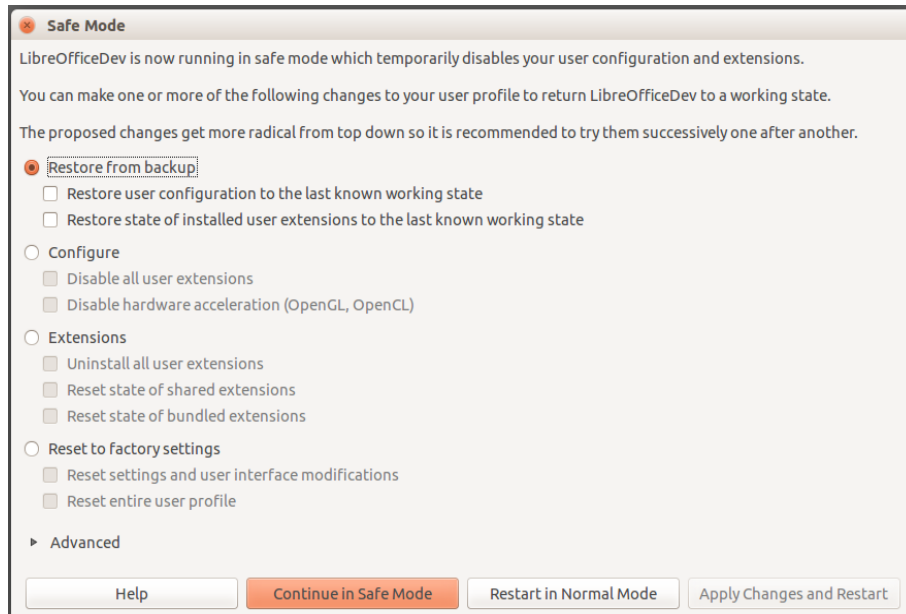 Safe Mode
LibreOfficeDev is now running in safe mode which temporarily disables your user configuration and extensions.
You can make one or more of the following changes to your user profile to return LibreOfficeDev to a working state.
The proposed changes get more radical from top down so it is recommended to try them successively one after another.
Restore from backup
Restore user configuration to the last known working state
Restore state of installed user extensions to the last known working state
Configure
Disable all user extensions
Disable hardware acceleration (OpenGL, OpenCL)
Extensions
Uninstall all user extensions
Reset state of shared extensions
Reset state of bundled extensions
Reset to factory settings
Reset settings and user interface modifications
Reset entire user profile
Advanced
Help Continue in Safe Mode Restart in Normal Mode Apply Changes and Restart